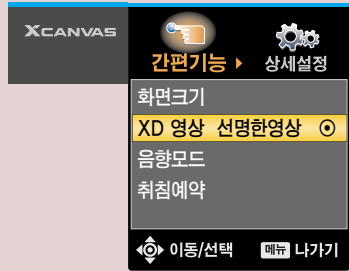 XCANVAS
간편기능 상세설정
화면크기
XD 영상 선명한영상
음향모드
취침예약
이동/선택 메뉴 나가기